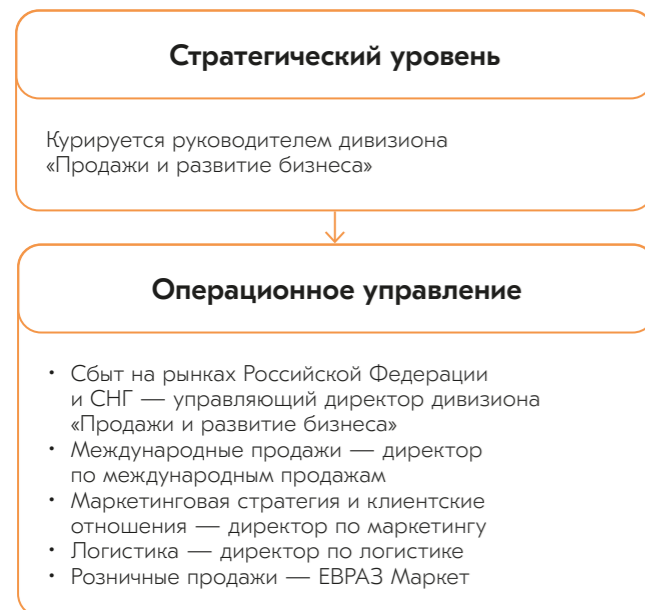 Стратегический уровень
Курируется руководителем дивизиона
«Продажи и развитие бизнеса»
Операционное управление
• Сбыт на рынках Российской Федерации
и СНГ — управляющий директор дивизиона
«Продажи и развитие бизнеса»
• Международные продажи — директор
по международным продажам
• Маркетинговая стратегия и клиентские
отношения — директор по маркетингу
• Логистика — директор по логистике
• Розничные продажи — ЕВРАЗ Маркет